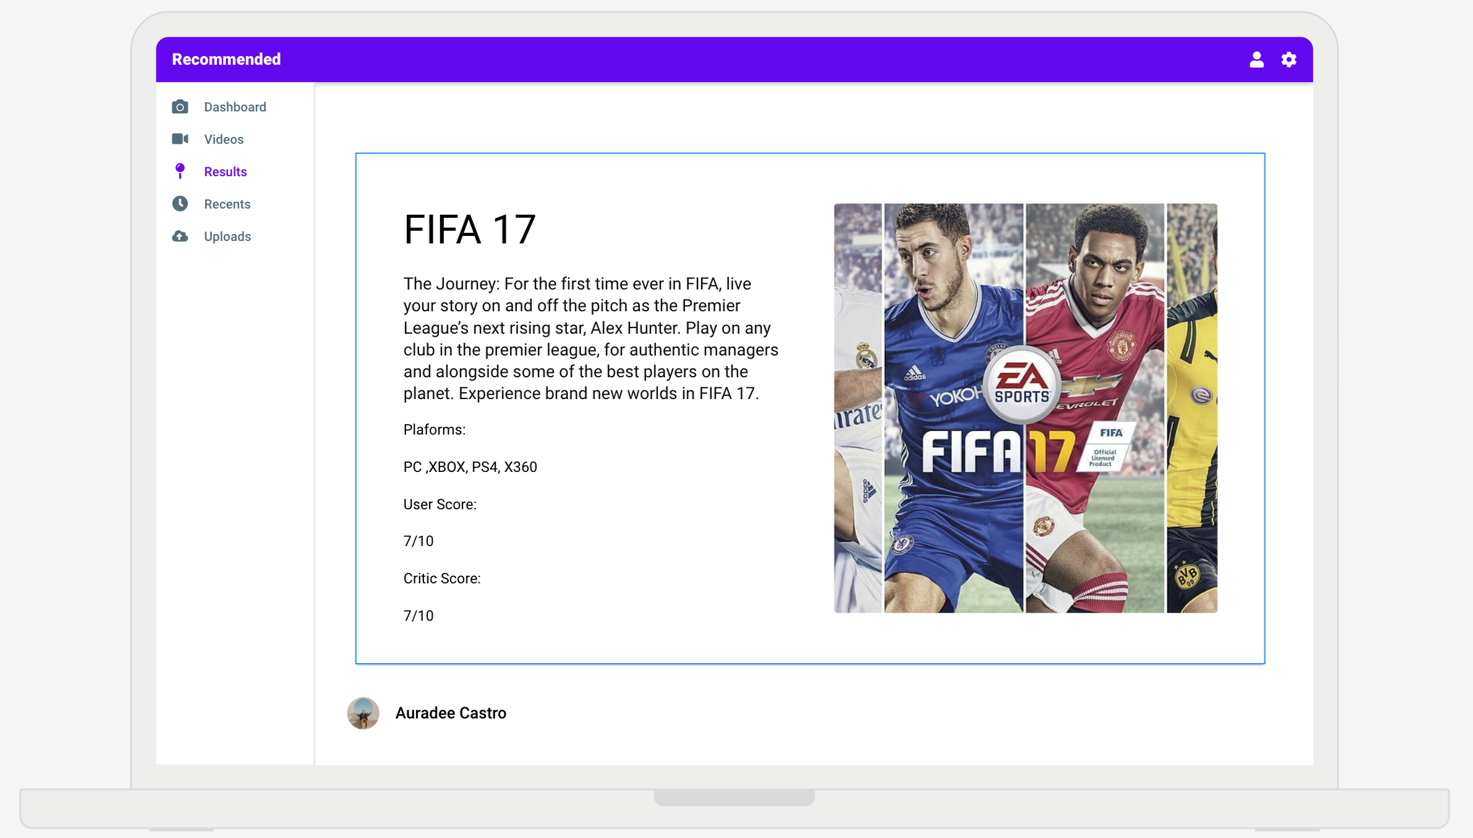 Recommended
Dashboard
Videos
Results
Recents
Uploads
FIFA 17
The Journey: For the first time ever in FIFA, live
your story on and off the pitch as the Premier
League’s next rising star, Alex Hunter. Play on any
club in the premier league, for authentic managers
and alongside some of the best players on the
planet. Experience brand new worlds in FIFA 17.
Plaforms:
PC ,XBOX, PS4, X360
User Score:
7/10
Critic Score:
7/10
adidas
YOKOH
CHEVROLET
EA
SPORTS
FIFA 17
FIFA
Official
Licensed
Product
adidas
BVB
09
Auradee Castro